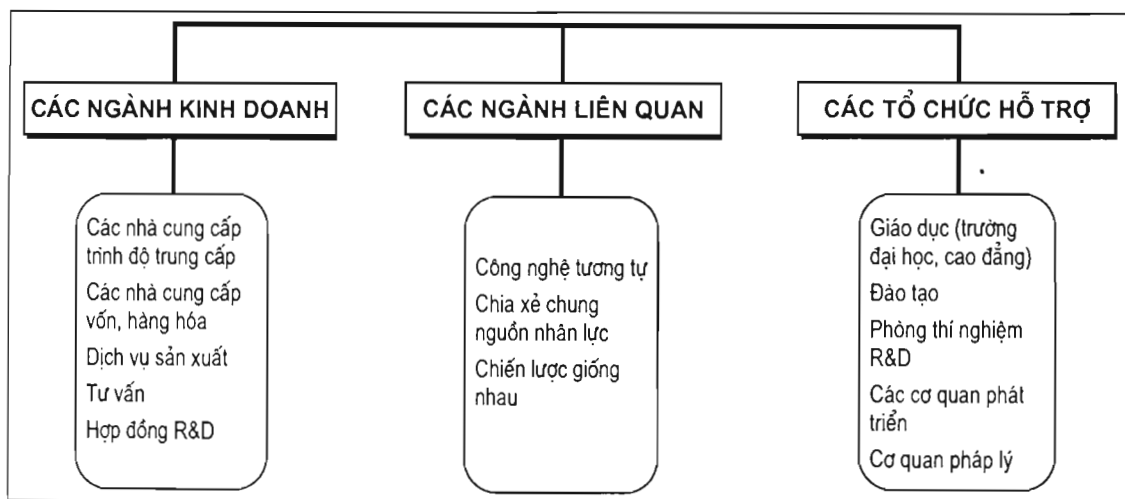 CÁC NGÀNH KINH DOANH
Các nhà cung cấp
trình độ trung cấp
Các nhà cung cấp
vốn, hàng hóa
Dịch vụ sản xuất
Tư vấn
Hợp đồng R&D
CÁC NGÀNH LIÊN QUAN
Công nghệ tương tự
Chia xẻ chung
nguồn nhân lực
Chiến lược giống
nhau
CÁC TỔ CHỨC HỖ TRỢ
Giáo dục (trường
đại học, cao đẳng)
Đào tạo
Phòng thí nghiệm
R&D
Các cơ quan phát
triển
Cơ quan pháp lý